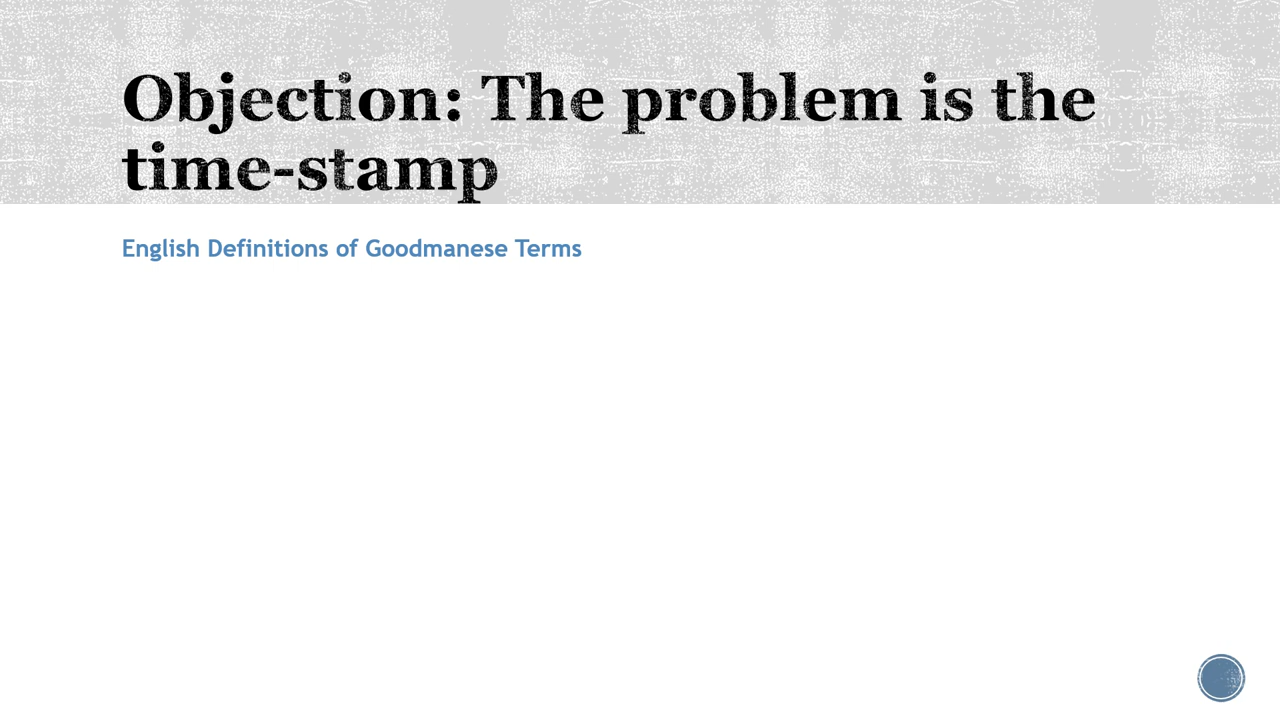 Objection: The problem is the
time-stamp
English Definitions of Goodmanese Terms